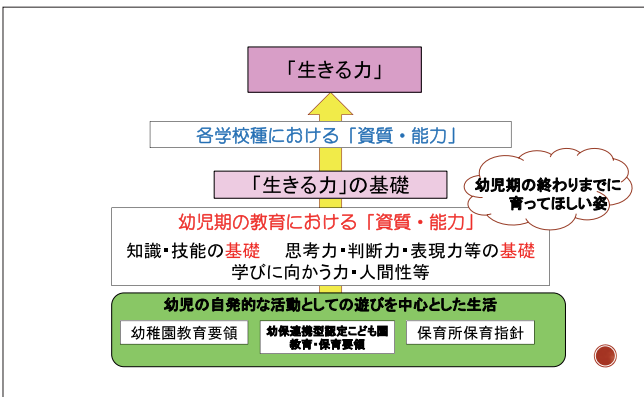 「生きる力」
各学校種における「資質・能力」
「生きる力」の基礎
幼児期の終わりまでに
育ってほしい姿
幼児期の教育における「資質・能力」
知識・技能の基礎　思考力・判断力・表現力等の基礎
学びに向かう力・人間性等
幼児の自発的な活動としての遊びを中心とした生活
幼稚園教育要領
幼保連携型認定こども園
教育・保育要領
保育所保育指針